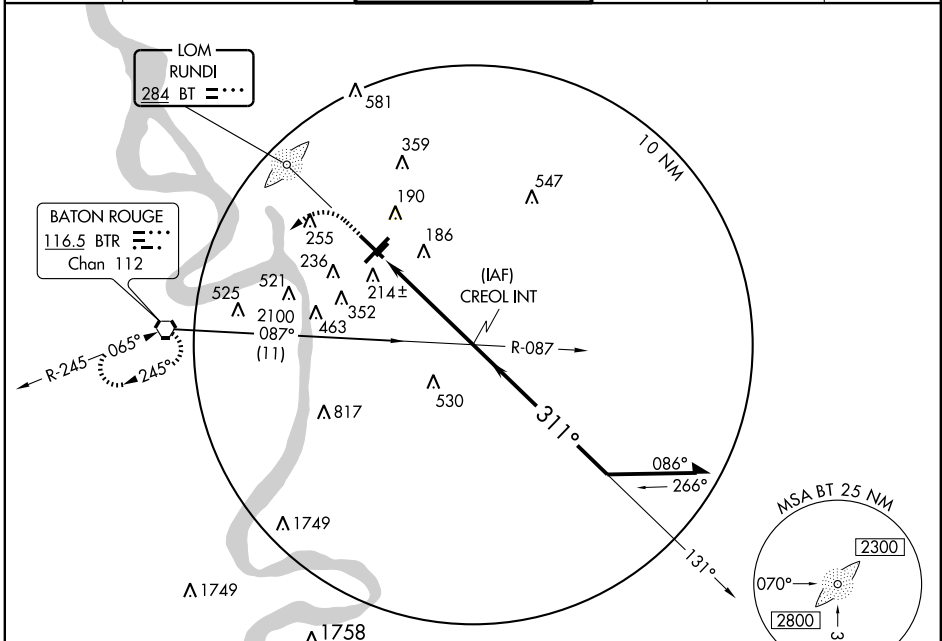 LOM
RUNDI
284 BT
581
359
10 NM
547
190
BATON ROUGE
116.5 BTR
Chan 112
255
186
236
(IAF)
CREOL INT
214±
521
525
352
2100
463
087°
(11)
R-087
R-245
065°
245°
530
817
311°
086°
266°
MSA BT 25 NM
1749
2300
131°
070°
1749
2800
3
1758